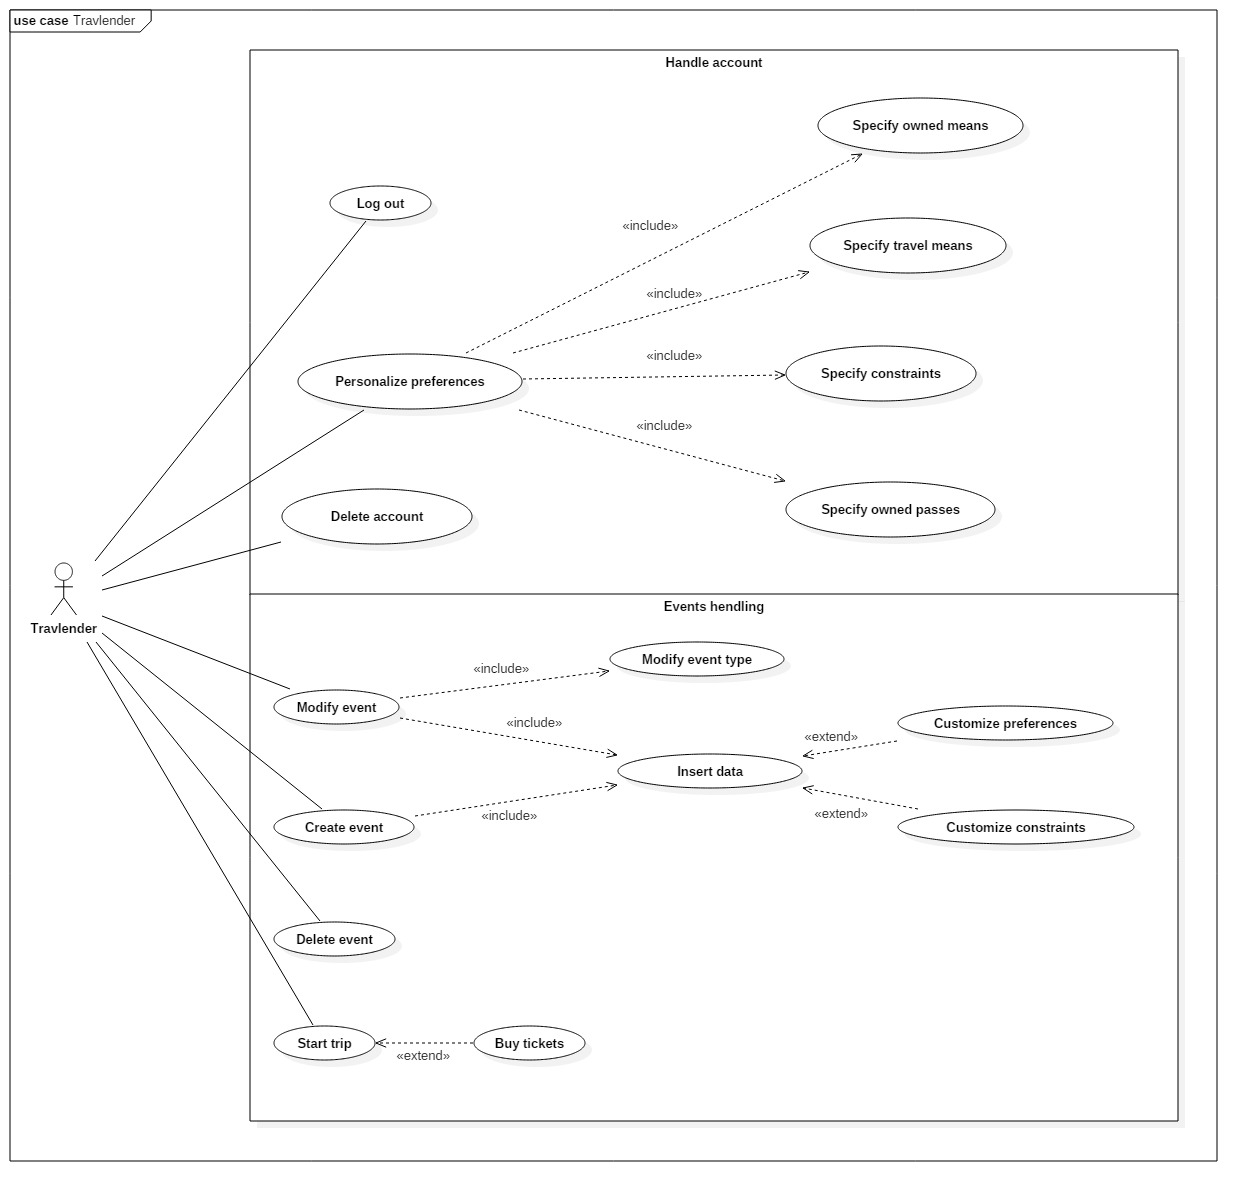 use case Travlender
Handle account
Specify owned means
Log out
«include»
Specify travel means
«include»
«include»
Specify constraints
Personalize preferences
«include»
Specify owned passes
Delete account
Travlender
Events hendling
Modify event type
«include»
Modify event
«include»
Customize preferences
«extend»
Insert data
«include»
«extend»
Create event
Customize constraints
Delete event
Start trip
Buy tickets
«extend»